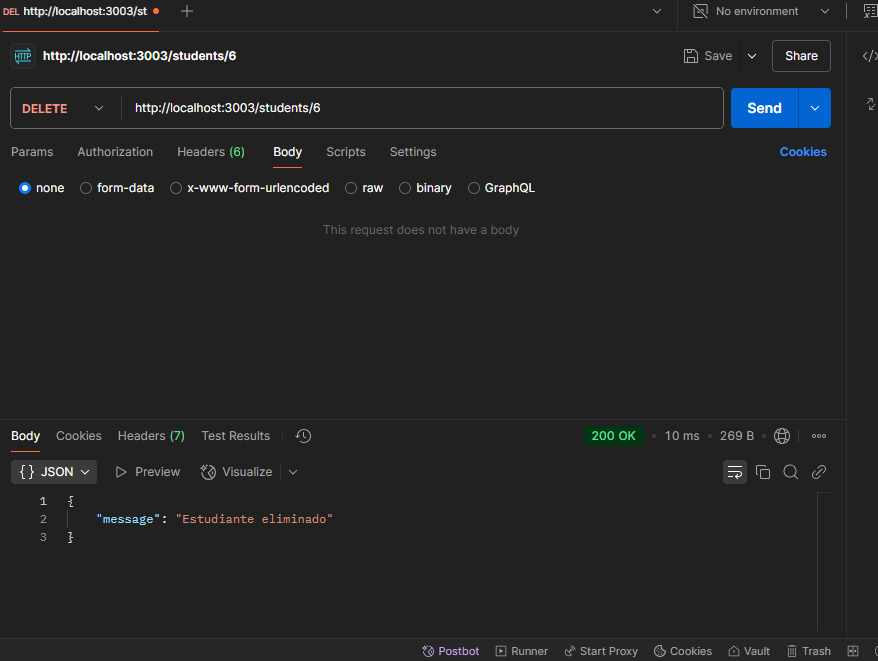 DEL http://localhost:3003/st
No environment
HTTP http://localhost:3003/students/6
Save
Share
DELETE
http://localhost:3003/students/6
Send
Params Authorization Headers (6) Body Scripts Settings
Cookies
none form-data x-www-form-urlencoded raw binary GraphQL
This request does not have a body
Body Cookies Headers (7) Test Results
200 OK • 10 ms • 269 B
{} JSON Preview Visualize
1 {
2 "message": "Estudiante eliminado"
3 }
Postbot Runner Start Proxy Cookies Vault Trash